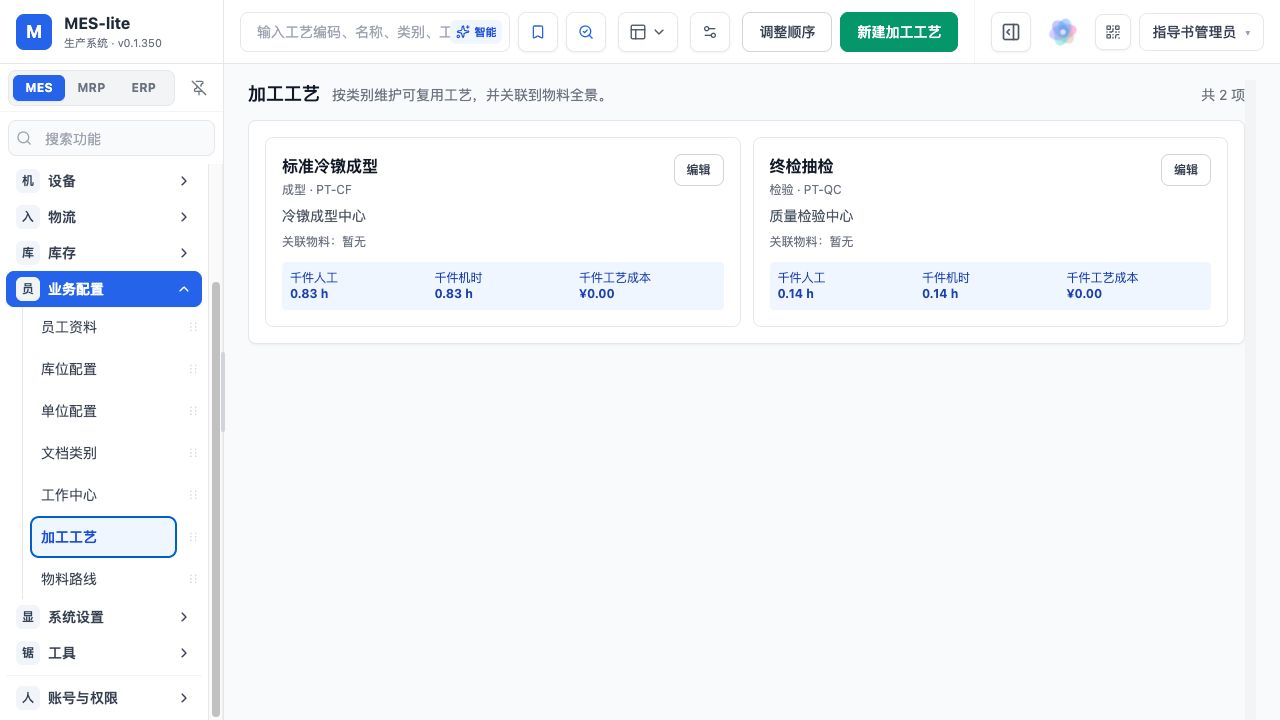 M
MES-lite
生产系统 · v0.1.350
输入工艺编码、名称、类别、工
智能
调整顺序
新建加工工艺
指导书管理员
MES
MRP
ERP
搜索功能
机 设备
入 物流
库 库存
员 业务配置
员工资料
库位配置
单位配置
文档类别
工作中心
加工工艺
物料路线
显 系统设置
锯 工具
人 账号与权限
加工工艺
按类别维护可复用工艺，并关联到物料全景。
共 2 项
标准冷镦成型
编辑
成型 · PT-CF
冷镦成型中心
关联物料：暂无
千件人工 千件机时 千件工艺成本
0.83 h 0.83 h ¥0.00
终检抽检
编辑
检验 · PT-QC
质量检验中心
关联物料：暂无
千件人工 千件机时 千件工艺成本
0.14 h 0.14 h ¥0.00